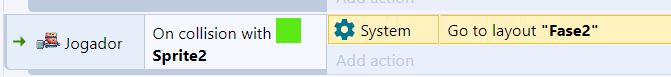 Add action
Jogador
On collision with
Sprite2
System
Go to layout "Fase2"
Add action